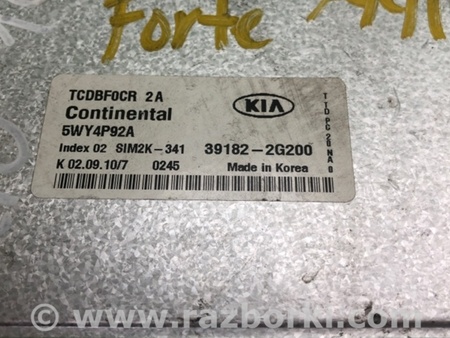 Forte
TCDBF0CR 2A
Continental
KIA
5WY4P92A
Index 02 SIM2K-341 39182-2G200
K 02.09.10/7 0245 Made in Korea
www.razborki.com